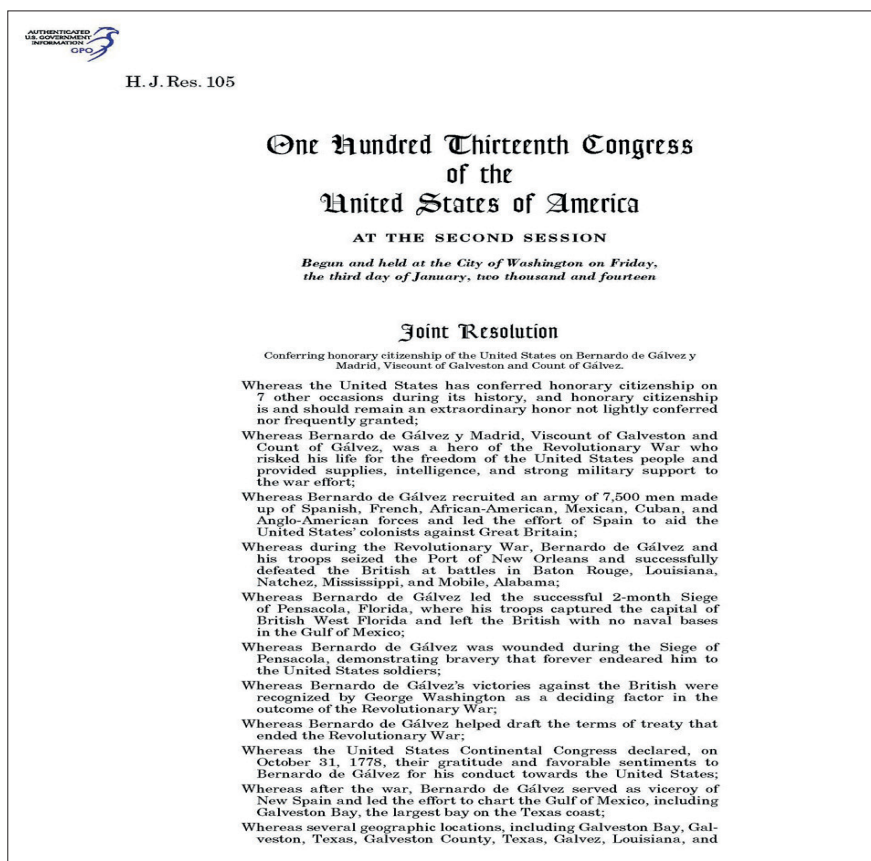 AUTHENTICATED
U.S. GOVERNMENT
INFORMATION
GPO
H. J. Res. 105
One Hundred Thirteenth Congress
of the
United States of America
AT THE SECOND SESSION
Begun and held at the City of Washington on Friday,
the third day of January, two thousand and fourteen
Joint Resolution
Conferring honorary citizenship of the United States on Bernardo de Gálvez y
Madrid, Viscount of Galveston and Count of Gálvez.
Whereas the United States has conferred honorary citizenship on
7 other occasions during its history, and honorary citizenship
is and should remain an extraordinary honor not lightly conferred
nor frequently granted;
Whereas Bernardo de Gálvez y Madrid, Viscount of Galveston and
Count of Gálvez, was a hero of the Revolutionary War who
risked his life for the freedom of the United States people and
provided supplies, intelligence, and strong military support to
the war effort;
Whereas Bernardo de Gálvez recruited an army of 7,500 men made
up of Spanish, French, African-American, Mexican, Cuban, and
Anglo-American forces and led the effort of Spain to aid the
United States' colonists against Great Britain;
Whereas during the Revolutionary War, Bernardo de Gálvez and
his troops seized the Port of New Orleans and successfully
defeated the British at battles in Baton Rouge, Louisiana,
Natchez, Mississippi, and Mobile, Alabama;
Whereas Bernardo de Gálvez led the successful 2-month Siege
of Pensacola, Florida, where his troops captured the capital of
British West Florida and left the British with no naval bases
in the Gulf of Mexico;
Whereas Bernardo de Gálvez was wounded during the Siege of
Pensacola, demonstrating bravery that forever endeared him to
the United States soldiers;
Whereas Bernardo de Gálvez's victories against the British were
recognized by George Washington as a deciding factor in the
outcome of the Revolutionary War;
Whereas Bernardo de Gálvez helped draft the terms of treaty that
ended the Revolutionary War;
Whereas the United States Continental Congress declared, on
October 31, 1778, their gratitude and favorable sentiments to
Bernardo de Gálvez for his conduct towards the United States;
Whereas after the war, Bernardo de Gálvez served as viceroy of
New Spain and led the effort to chart the Gulf of Mexico, including
Galveston Bay, the largest bay on the Texas coast;
Whereas several geographic locations, including Galveston Bay, Gal-
veston, Texas, Galveston County, Texas, Galvez, Louisiana, and